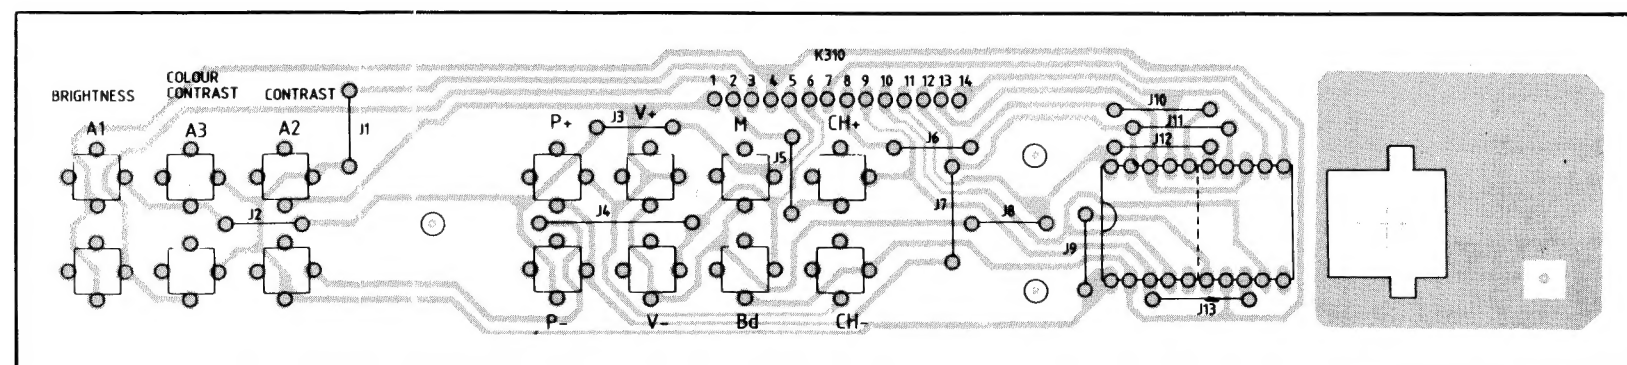 K310
1 2 3 4 5 6 7 8 9 10 11 12 13 14
BRIGHTNESS
COLOUR
CONTRAST
CONTRAST
A1 A3 A2 J1
P+ J3 V+ M J5 CH+ J6
J10
J11
J12
J2 J4 J7 J8 J9
J13
P- V- Bd CH-